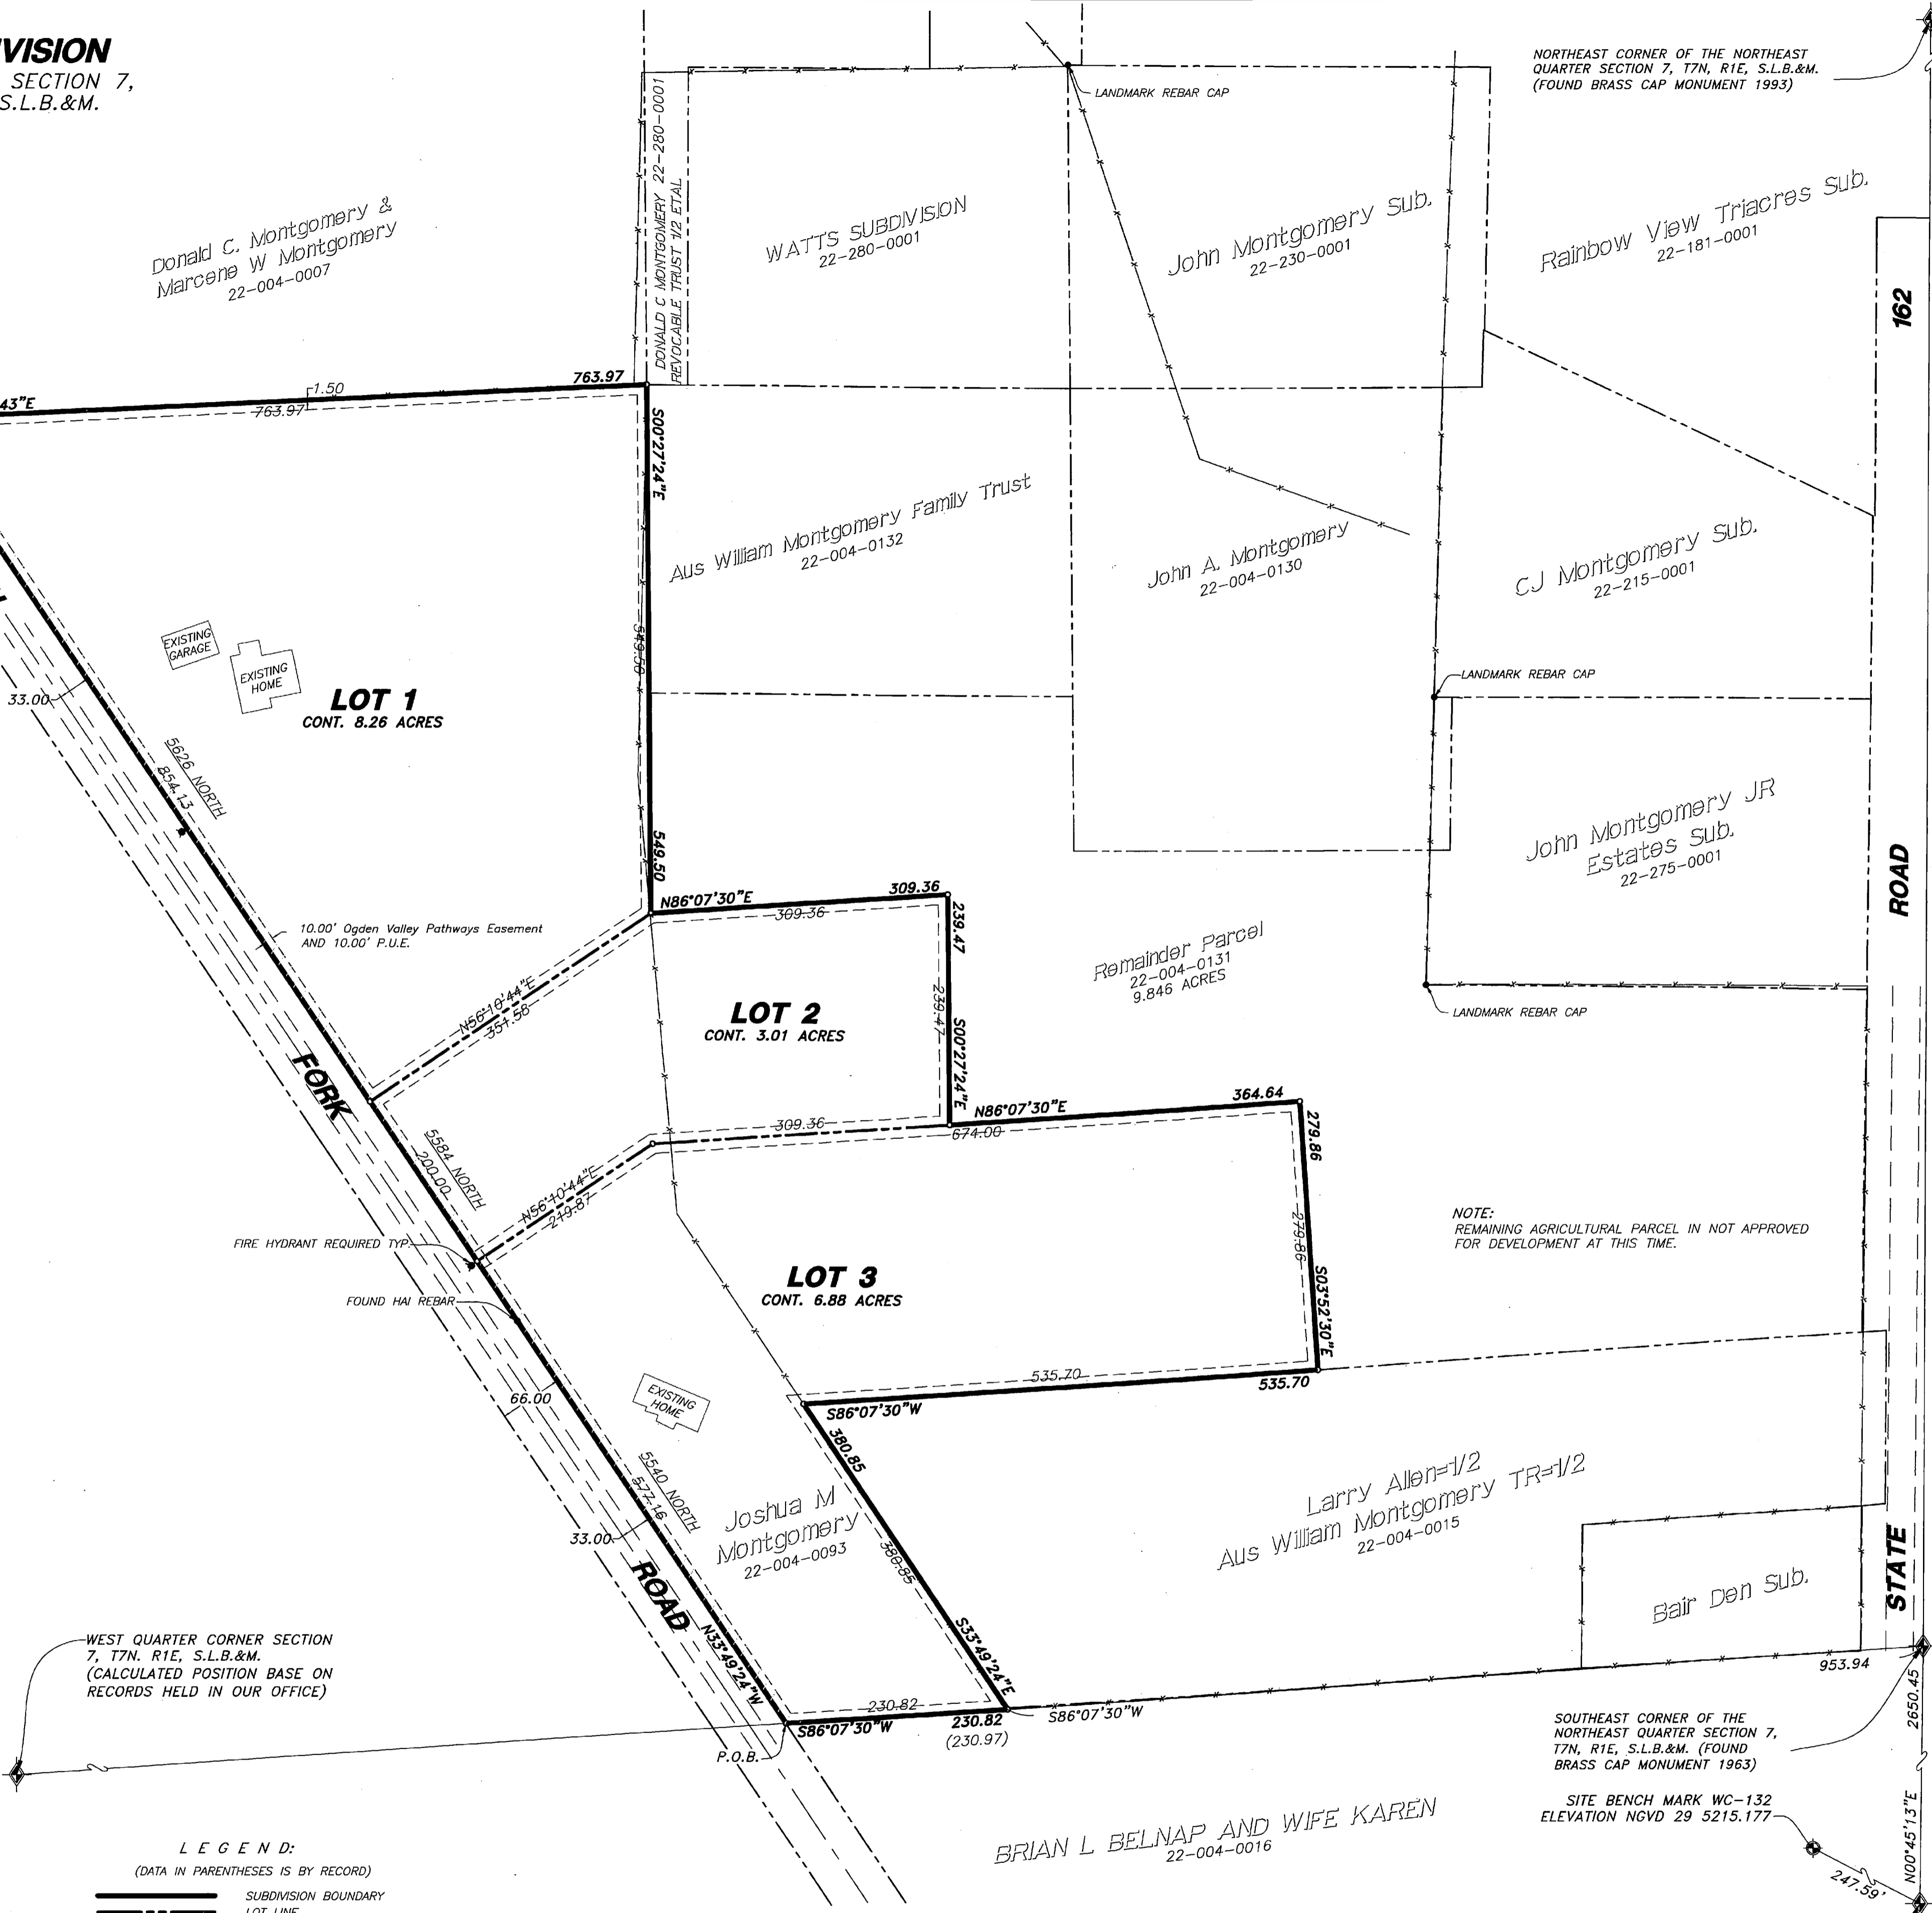 VISION
SECTION 7,
S.L.B.&M.
NORTHEAST CORNER OF THE NORTHEAST
QUARTER SECTION 7, T7N, R1E, S.L.B.&M.
(FOUND BRASS CAP MONUMENT 1993)
LANDMARK REBAR CAP
Donald C. Montgomery &
Marcene W Montgomery
22-004-0007
DONALD C MONTGOMERY 22-280-0001
REVOCABLE TRUST 1/2 ETAL
WATTS SUBDIVISION
22-280-0001
John Montgomery Sub.
22-230-0001
Rainbow View Triacres Sub.
22-181-0001
162
43"E
763.97
1.50
763.97
S00°27'24"E
549.50
549.50
Aus William Montgomery Family Trust
22-004-0132
John A. Montgomery
22-004-0130
CJ Montgomery Sub.
22-215-0001
EXISTING
GARAGE
EXISTING
HOME
LOT 1
CONT. 8.26 ACRES
33.00
5626 NORTH
854.13
LANDMARK REBAR CAP
John Montgomery JR
Estates Sub.
22-275-0001
ROAD
N86°07'30"E
309.36
309.36
239.47
239.47
S00°27'24"E
10.00' Ogden Valley Pathways Easement
AND 10.00' P.U.E.
N56°10'44"E
351.58
LOT 2
CONT. 3.01 ACRES
Remainder Parcel
22-004-0131
9.846 ACRES
LANDMARK REBAR CAP
FORK
5584 NORTH
200.00
309.36
N86°07'30"E
364.64
674.00
279.86
279.86
S03°52'30"E
N56°10'44"E
219.87
FIRE HYDRANT REQUIRED TYP.
FOUND HAI REBAR
LOT 3
CONT. 6.88 ACRES
NOTE:
REMAINING AGRICULTURAL PARCEL IN NOT APPROVED
FOR DEVELOPMENT AT THIS TIME.
66.00
EXISTING
HOME
535.70
535.70
S86°07'30"W
380.85
380.85
S33°49'24"E
5540 NORTH
577.16
33.00
Joshua M
Montgomery
22-004-0093
Larry Allen=1/2
Aus William Montgomery TR=1/2
22-004-0015
Bair Den Sub.
STATE
ROAD
N33°49'24"W
WEST QUARTER CORNER SECTION
7, T7N. R1E, S.L.B.&M.
(CALCULATED POSITION BASE ON
RECORDS HELD IN OUR OFFICE)
230.82
S86°07'30"W
230.82
(230.97)
S86°07'30"W
P.O.B.
953.94
2650.45
N00°45'13"E
SOUTHEAST CORNER OF THE
NORTHEAST QUARTER SECTION 7,
T7N, R1E, S.L.B.&M. (FOUND
BRASS CAP MONUMENT 1963)
SITE BENCH MARK WC-132
ELEVATION NGVD 29 5215.177
247.59'
BRIAN L BELNAP AND WIFE KAREN
22-004-0016
L E G E N D:
(DATA IN PARENTHESES IS BY RECORD)
SUBDIVISION BOUNDARY
LOT LINE